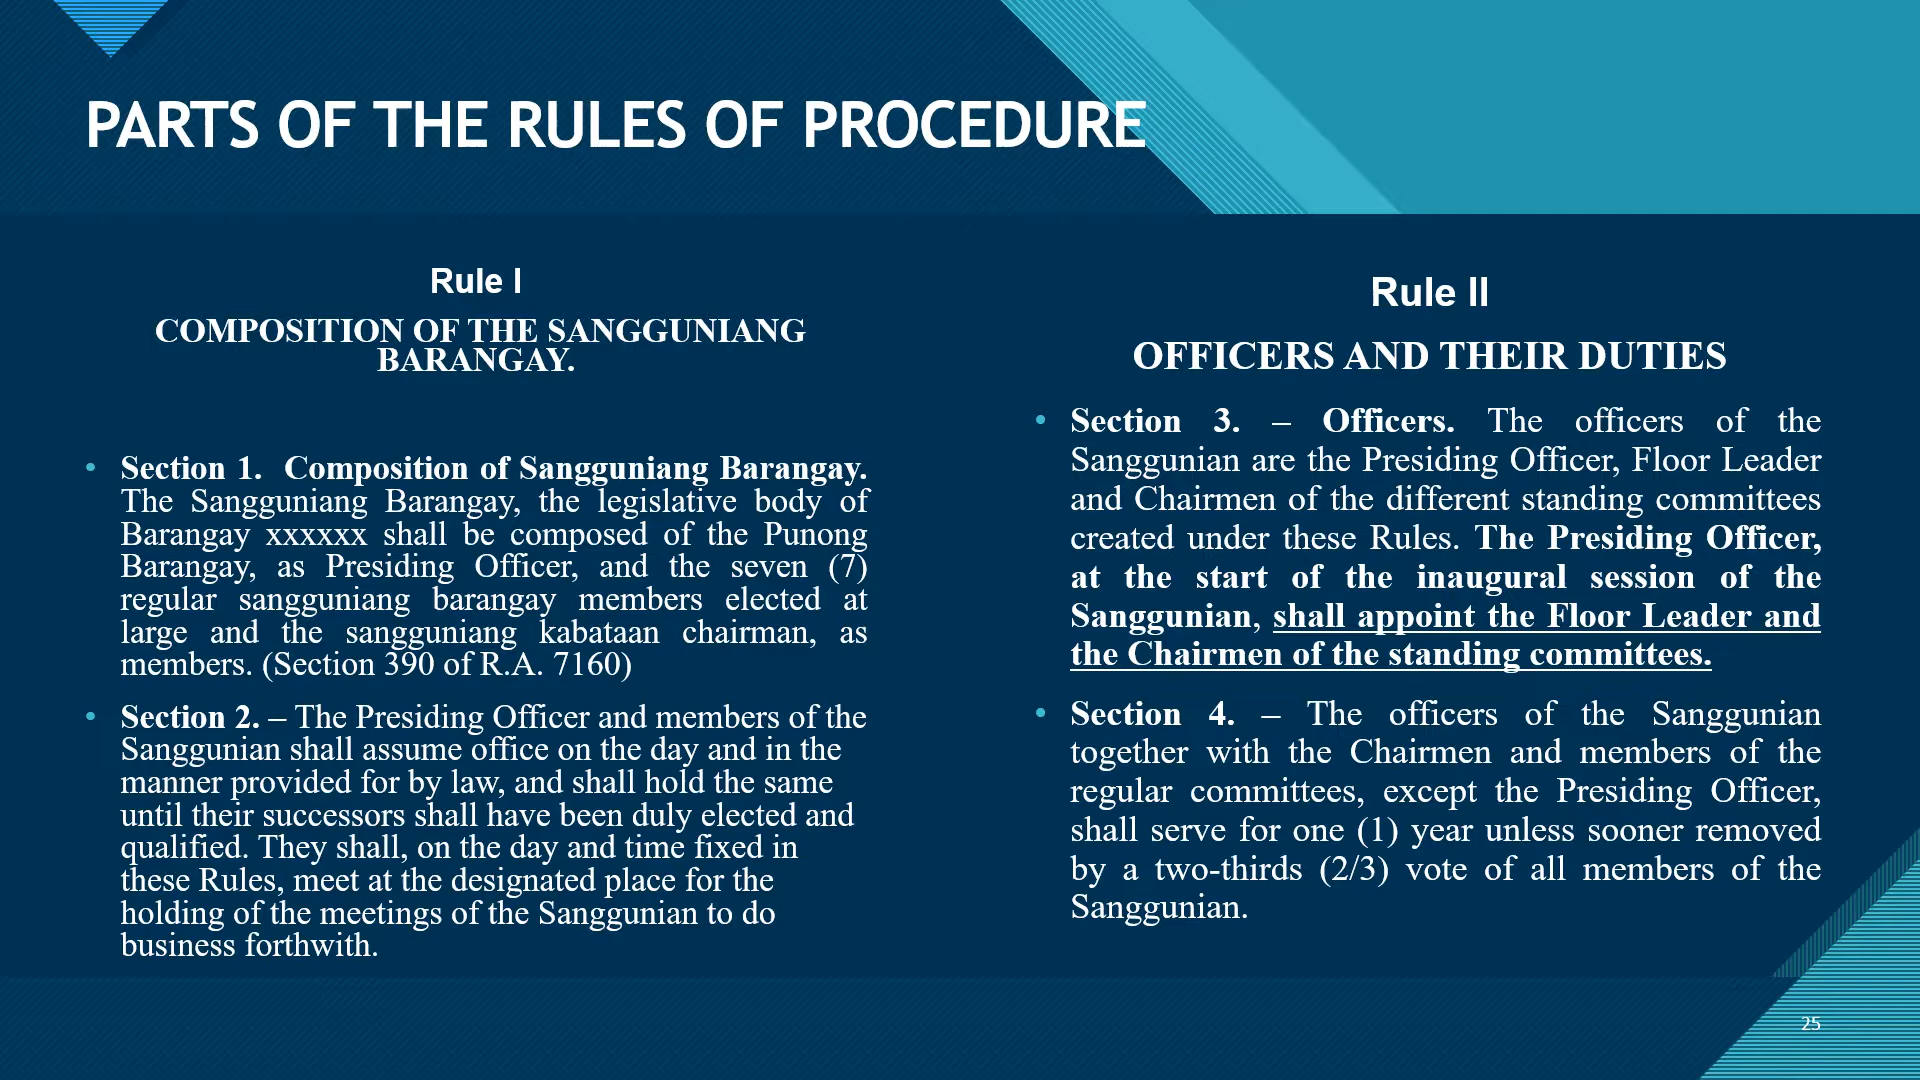 PARTS OF THE RULES OF PROCEDURE
Rule I
COMPOSITION OF THE SANGGUNIANG
BARANGAY.
• Section 1. Composition of Sangguniang Barangay.
The Sangguniang Barangay, the legislative body of
Barangay xxxxxx shall be composed of the Punong
Barangay, as Presiding Officer, and the seven (7)
regular sangguniang barangay members elected at
large and the sangguniang kabataan chairman, as
members. (Section 390 of R.A. 7160)
• Section 2. – The Presiding Officer and members of the
Sanggunian shall assume office on the day and in the
manner provided for by law, and shall hold the same
until their successors shall have been duly elected and
qualified. They shall, on the day and time fixed in
these Rules, meet at the designated place for the
holding of the meetings of the Sanggunian to do
business forthwith.
Rule II
OFFICERS AND THEIR DUTIES
• Section 3. – Officers. The officers of the
Sanggunian are the Presiding Officer, Floor Leader
and Chairmen of the different standing committees
created under these Rules. The Presiding Officer,
at the start of the inaugural session of the
Sanggunian, shall appoint the Floor Leader and
the Chairmen of the standing committees.
• Section 4. – The officers of the Sanggunian
together with the Chairmen and members of the
regular committees, except the Presiding Officer,
shall serve for one (1) year unless sooner removed
by a two-thirds (2/3) vote of all members of the
Sanggunian.
25